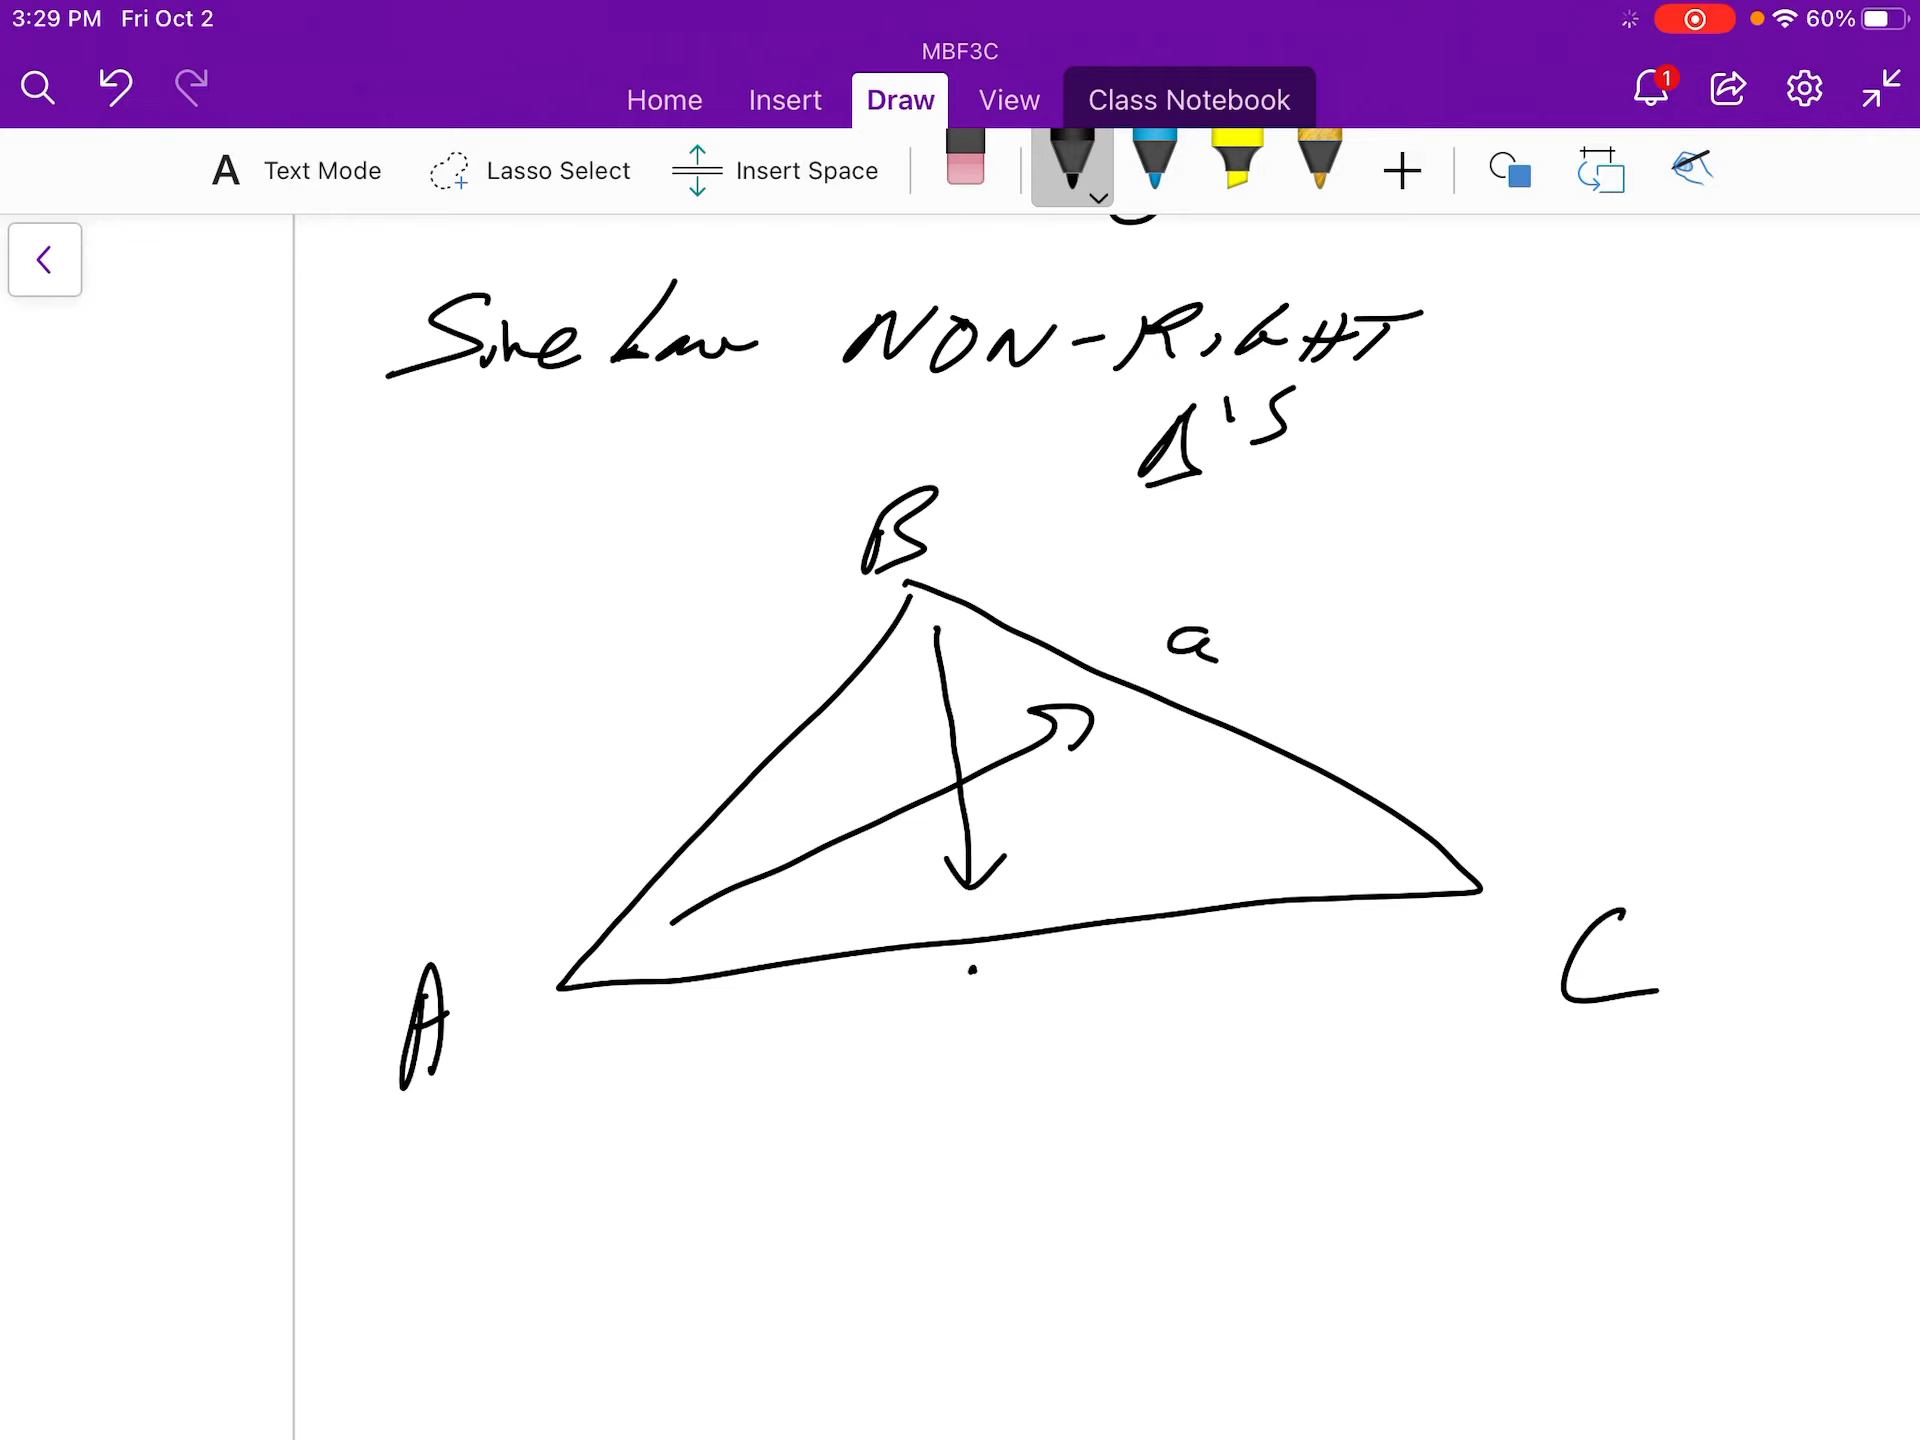 3:29 PM Fri Oct 2
60%
MBF3C
Home Insert Draw View Class Notebook
1
A Text Mode Lasso Select Insert Space
Sine Law NON-RIGHT
Δ'S
B
a
A
C